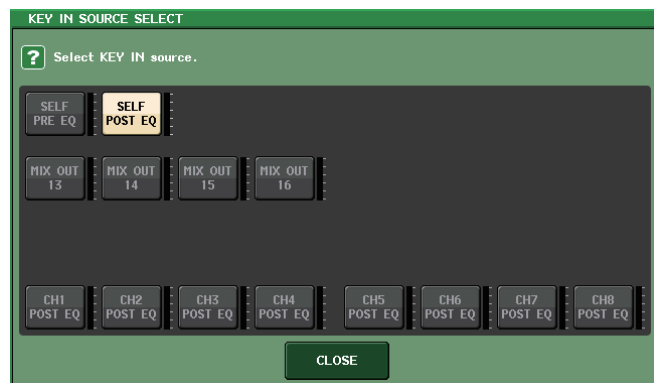 KEY IN SOURCE SELECT
? Select KEY IN source.
SELF PRE EQ
SELF POST EQ
MIX OUT 13
MIX OUT 14
MIX OUT 15
MIX OUT 16
CH1 POST EQ
CH2 POST EQ
CH3 POST EQ
CH4 POST EQ
CH5 POST EQ
CH6 POST EQ
CH7 POST EQ
CH8 POST EQ
CLOSE